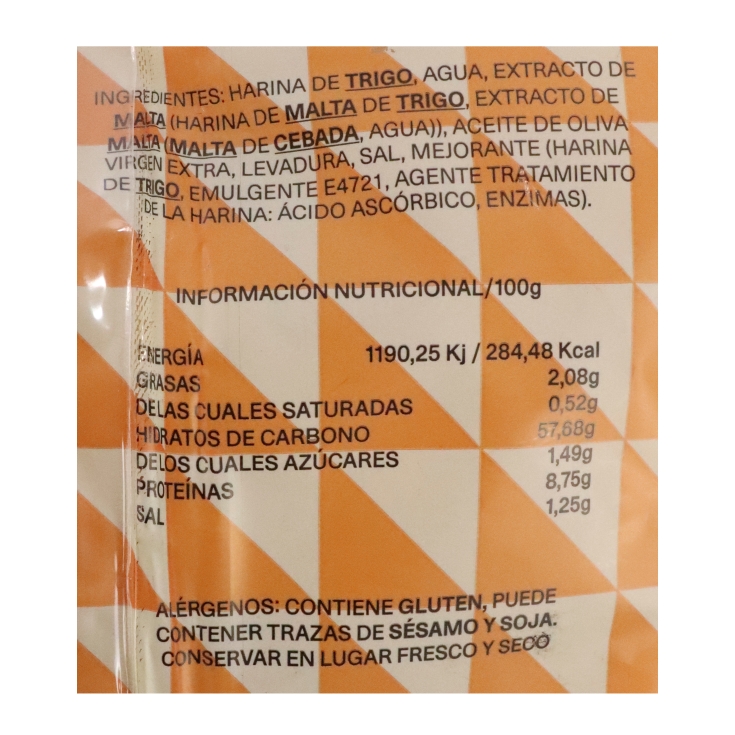 INGREDIENTES: HARINA DE TRIGO, AGUA, EXTRACTO DE
MALTA (HARINA DE MALTA DE TRIGO, EXTRACTO DE
MALTA (MALTA DE CEBADA, AGUA)), ACEITE DE OLIVA
VIRGEN EXTRA, LEVADURA, SAL, MEJORANTE (HARINA
DE TRIGO, EMULGENTE E4721, AGENTE TRATAMIENTO
DE LA HARINA: ÁCIDO ASCÓRBICO, ENZIMAS).
INFORMACIÓN NUTRICIONAL/100g
ENERGÍA 1190,25 Kj / 284,48 Kcal
GRASAS 2,08g
DE LAS CUALES SATURADAS 0,52g
HIDRATOS DE CARBONO 57,68g
DE LOS CUALES AZÚCARES 1,49g
PROTEÍNAS 8,75g
SAL 1,25g
ALÉRGENOS: CONTIENE GLUTEN, PUEDE
CONTENER TRAZAS DE SÉSAMO Y SOJA.
CONSERVAR EN LUGAR FRESCO Y SECO